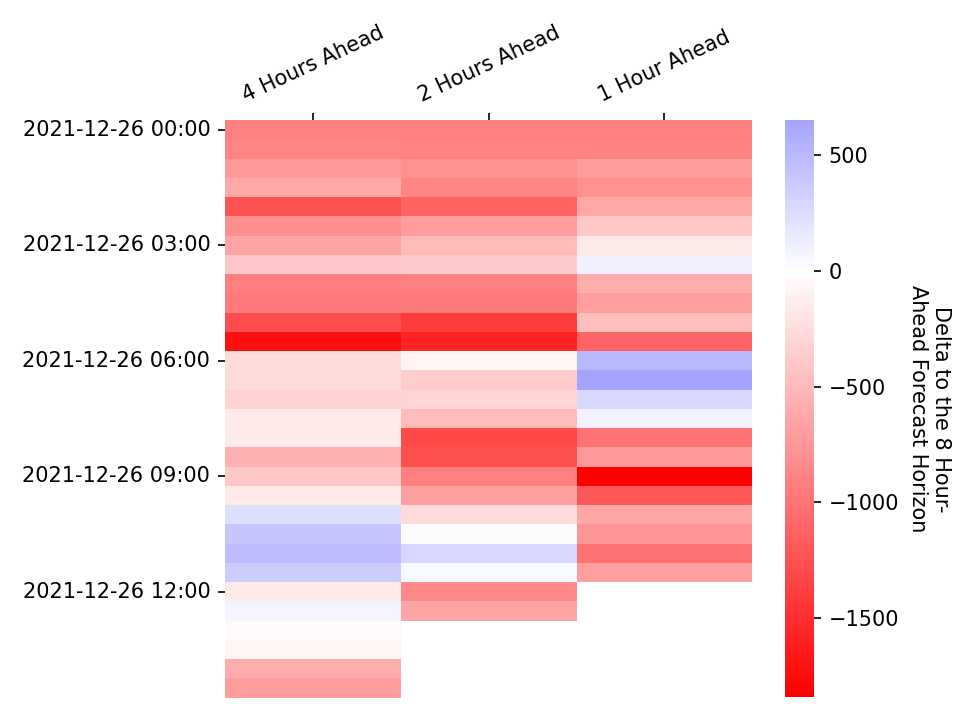 4 Hours Ahead
2 Hours Ahead
1 Hour Ahead
2021-12-26 00:00
2021-12-26 03:00
2021-12-26 06:00
2021-12-26 09:00
2021-12-26 12:00
500
0
−500
−1000
−1500
Delta to the 8 Hour-
Ahead Forecast Horizon